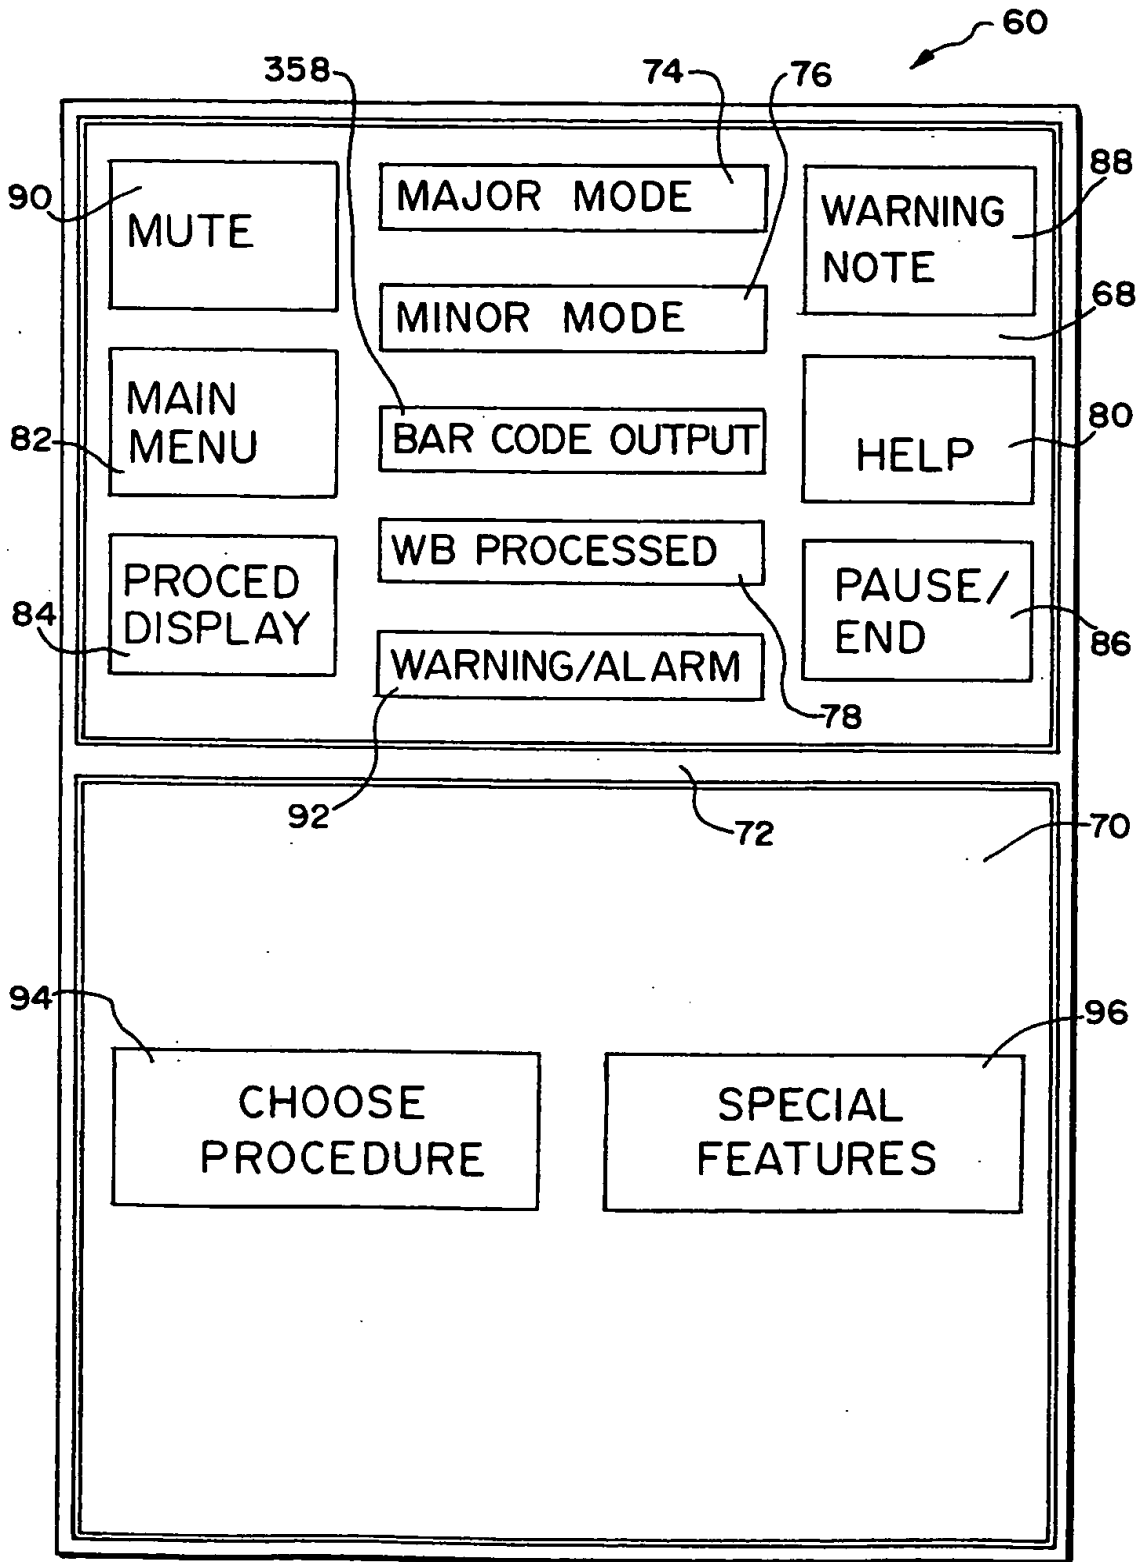 60
358
74
76
90
MUTE
MAJOR MODE
WARNING
NOTE
88
MINOR MODE
68
82
MAIN
MENU
BAR CODE OUTPUT
HELP
80
84
PROCED
DISPLAY
WB PROCESSED
PAUSE/
END
86
WARNING/ALARM
78
92
72
70
94
96
CHOOSE
PROCEDURE
SPECIAL
FEATURES